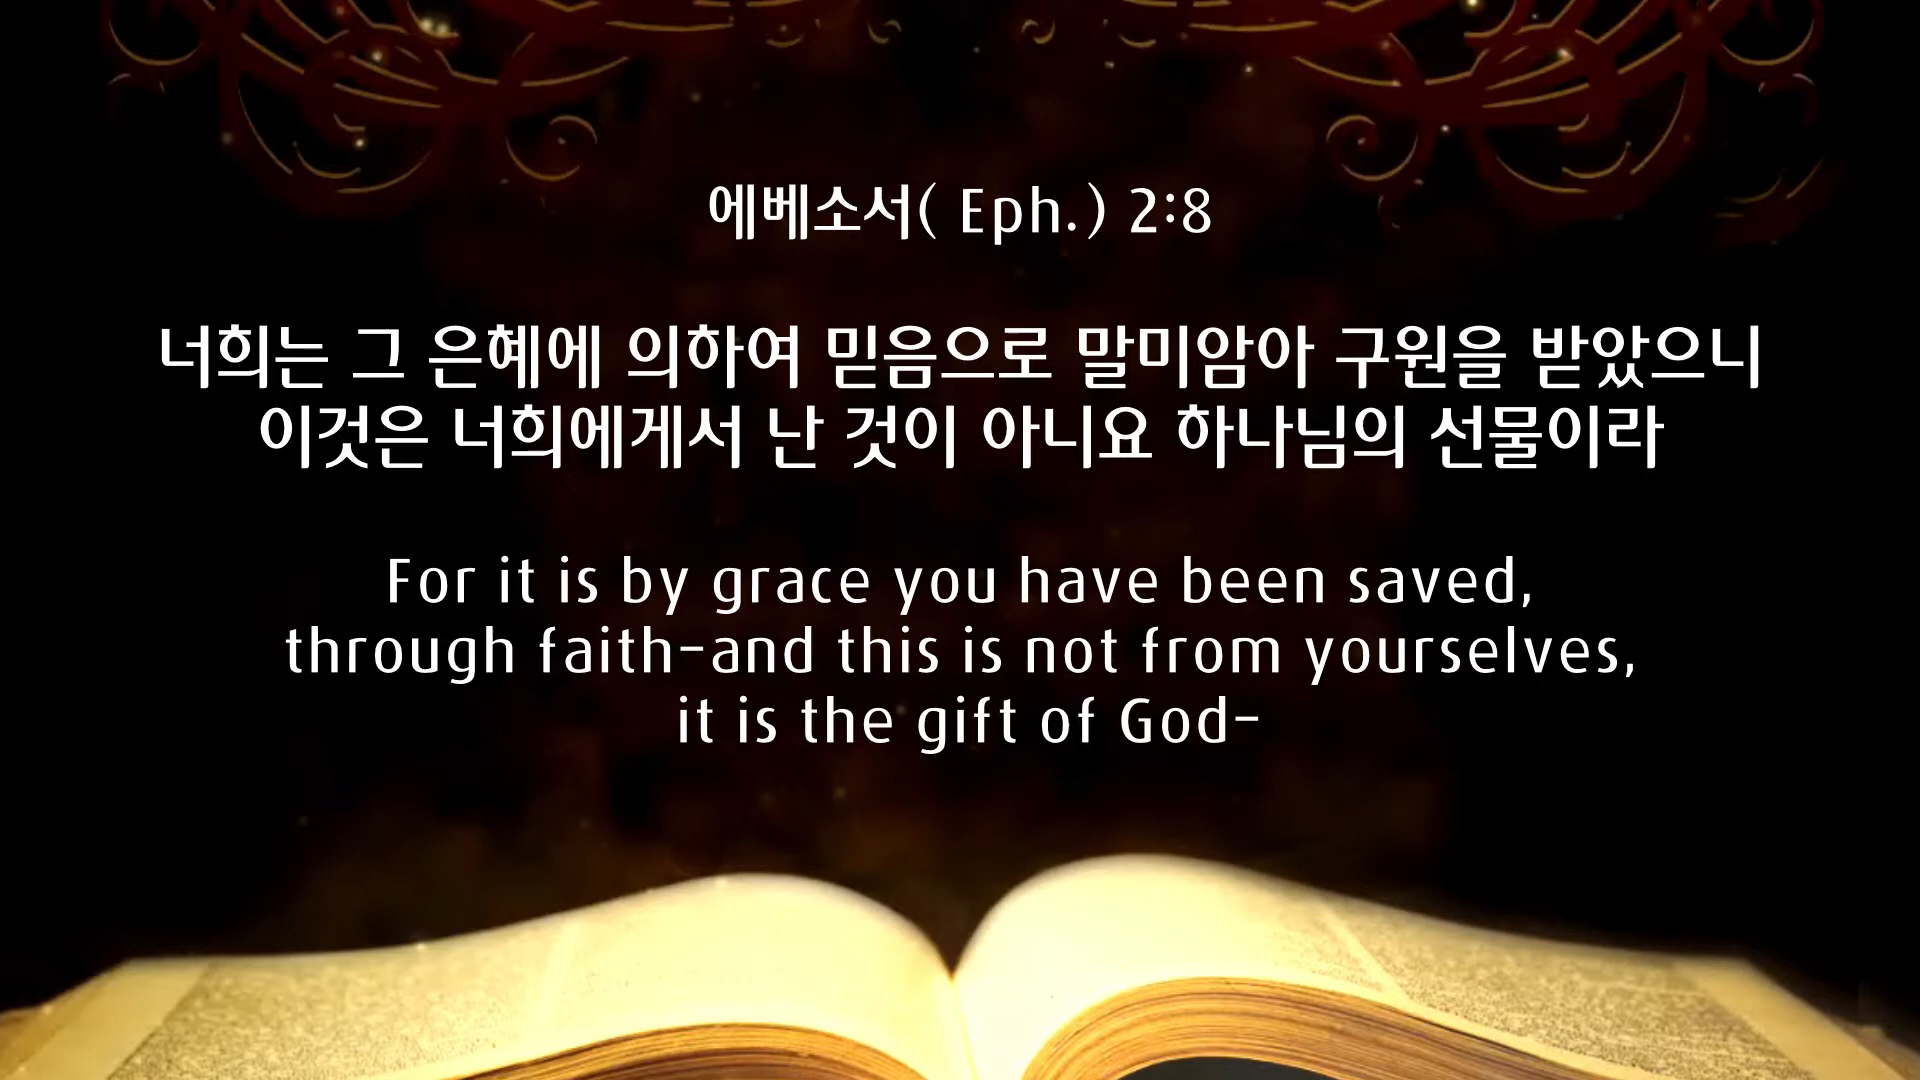 에베소서( Eph.) 2:8
너희는 그 은혜에 의하여 믿음으로 말미암아 구원을 받았으니
이것은 너희에게서 난 것이 아니요 하나님의 선물이라
For it is by grace you have been saved,
through faith-and this is not from yourselves,
it is the gift of God-